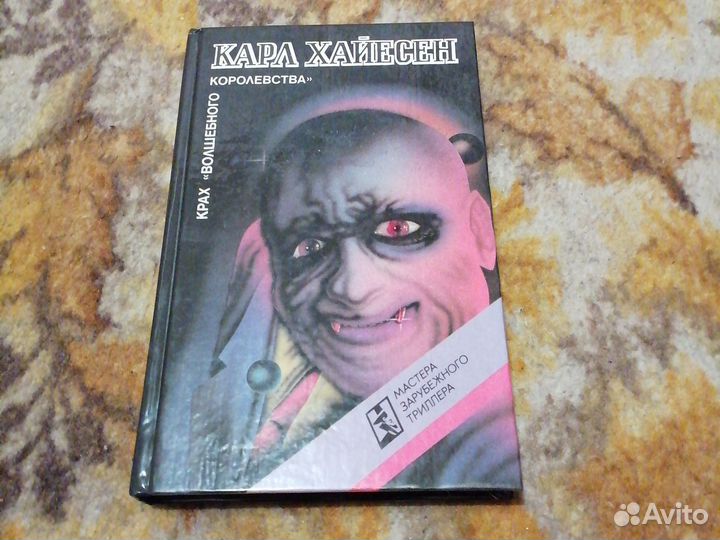 КАРЛ ХАЙЕСЕН
КРАХ «ВОЛШЕБНОГО
КОРОЛЕВСТВА»
МАСТЕРА
ЗАРУБЕЖНОГО
ТРИЛЛЕРА
Avito